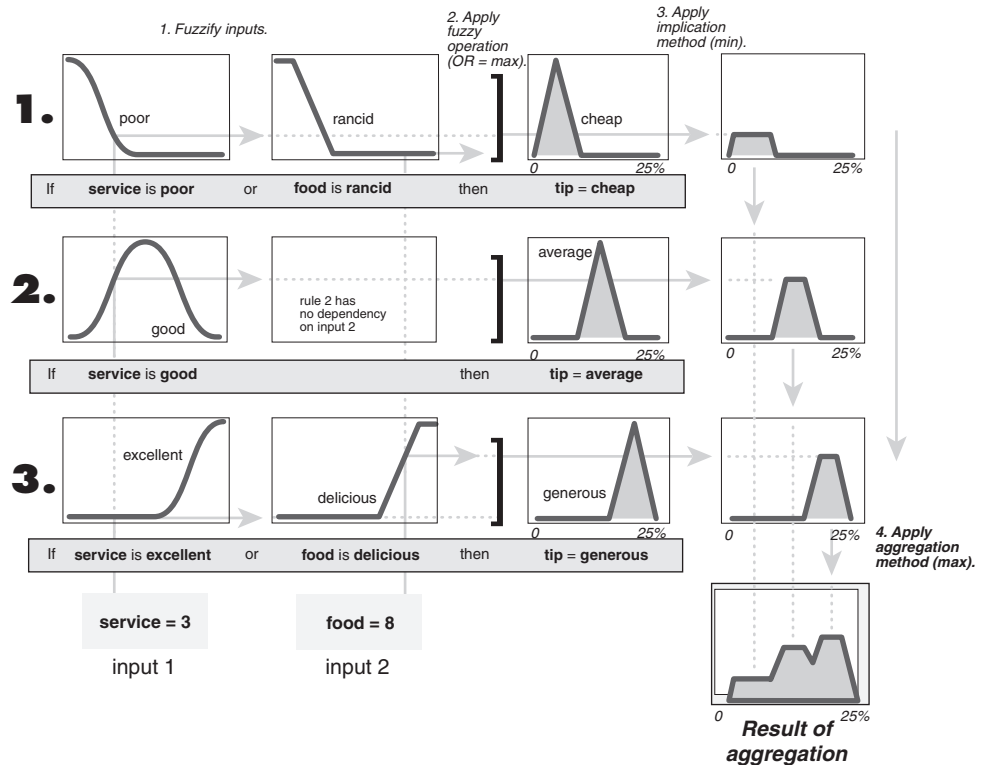 1. Fuzzify inputs.
2. Apply
fuzzy
operation
(OR = max).
3. Apply
implication
method (min).
1.
poor
rancid
cheap
0 25%
0 25%
If service is poor or food is rancid then tip = cheap
2.
good
rule 2 has
no dependency
on input 2
average
0 25%
0 25%
If service is good then tip = average
3.
excellent
delicious
generous
0 25%
0 25%
If service is excellent or food is delicious then tip = generous
4. Apply
aggregation
method (max).
service = 3
input 1
food = 8
input 2
0 25%
Result of
aggregation